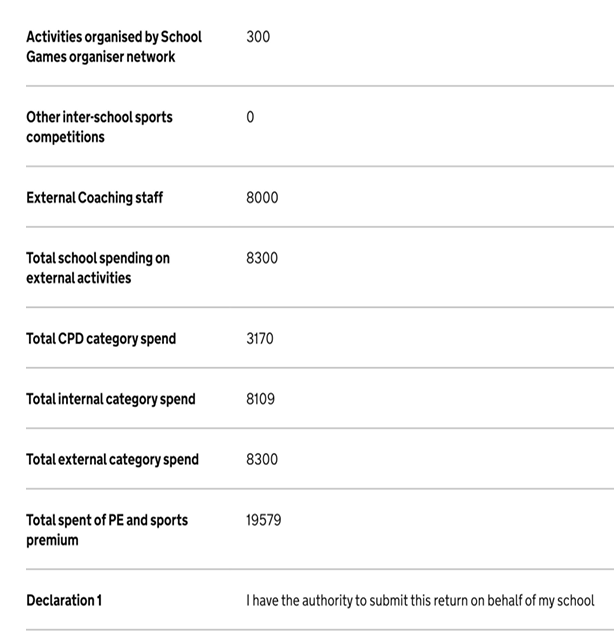 Activities organised by School 300
Games organiser network
Other inter-school sports 0
competitions
External Coaching staff 8000
Total school spending on 8300
external activities
Total CPD category spend 3170
Total internal category spend 8109
Total external category spend 8300
Total spent of PE and sports 19579
premium
Declaration 1 I have the authority to submit this return on behalf of my school